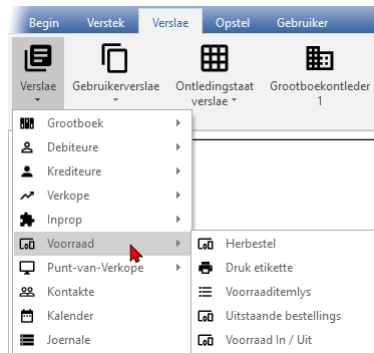 Begin Verstek Verslae Opstel Gebruiker
Verslae Gebruikerverslae Ontledingstaat verslae Grootboekontleder 1
Grootboek
Debiteure
Krediteure
Verkope
Inprop
Voorraad
Punt-van-Verkope
Kontakte
Kalender
Joernale
Herbestel
Druk etikette
Voorraaditemlys
Uitstaande bestellings
Voorraad In / Uit